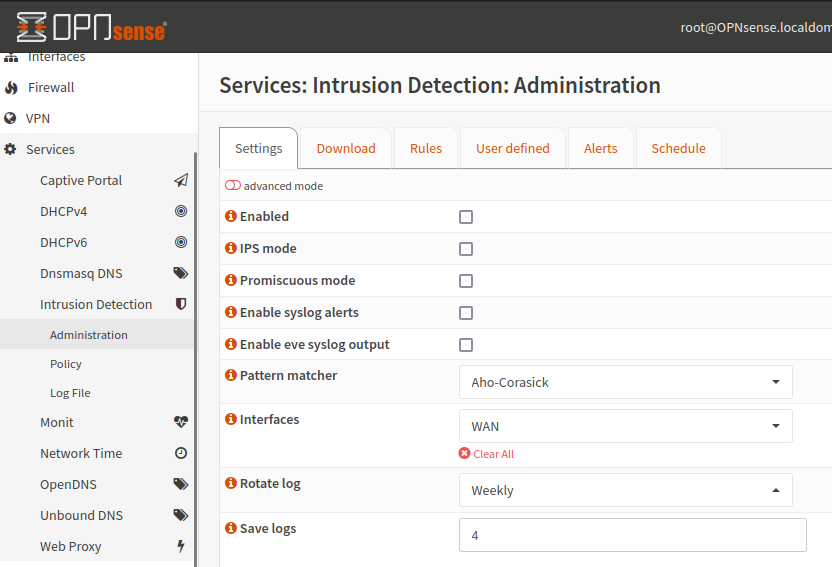 OPNsense®
root@OPNsense.localdom
Interfaces
Firewall
VPN
Services
Captive Portal
DHCPv4
DHCPv6
Dnsmasq DNS
Intrusion Detection
Administration
Policy
Log File
Monit
Network Time
OpenDNS
Unbound DNS
Web Proxy
Services: Intrusion Detection: Administration
Settings Download Rules User defined Alerts Schedule
advanced mode
Enabled
IPS mode
Promiscuous mode
Enable syslog alerts
Enable eve syslog output
Pattern matcher Aho-Corasick
Interfaces WAN
Clear All
Rotate log Weekly
Save logs 4